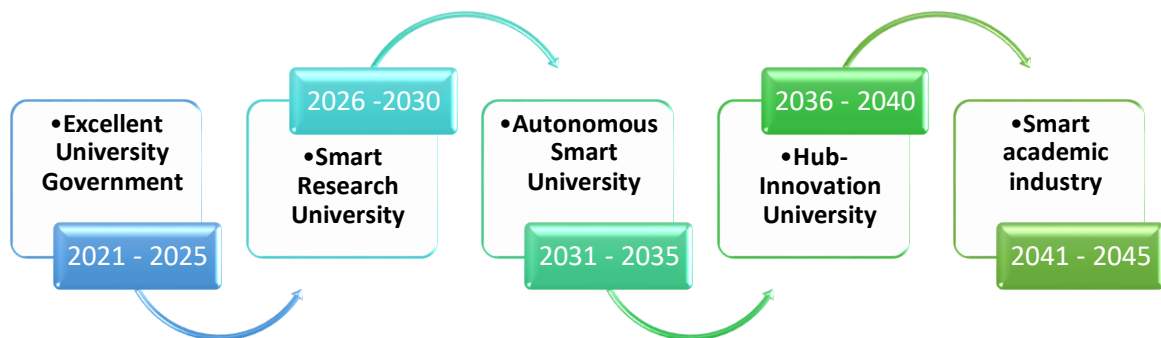 •Excellent
University
Government
2021 - 2025
2026 -2030
•Smart
Research
University
•Autonomous
Smart
University
2031 - 2035
2036 - 2040
•Hub-
Innovation
University
•Smart
academic
industry
2041 - 2045